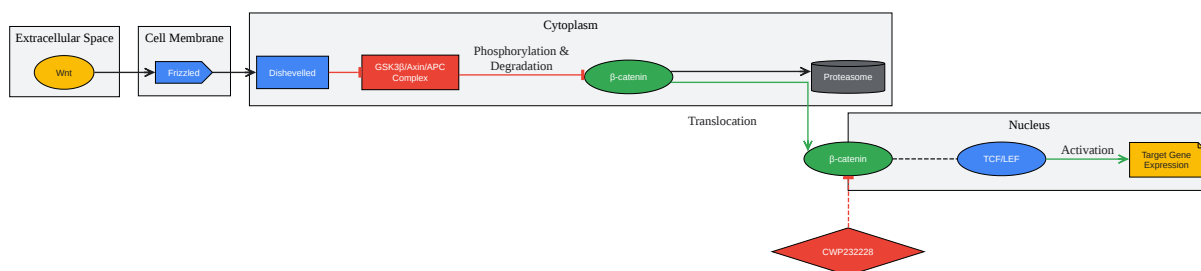 Extracellular Space
Wnt
Cell Membrane
Frizzled
Cytoplasm
Dishevelled
GSK3β/Axin/APC
Complex
Phosphorylation &
Degradation
β-catenin
Proteasome
Translocation
Nucleus
β-catenin
TCF/LEF
Activation
Target Gene
Expression
CWP232228